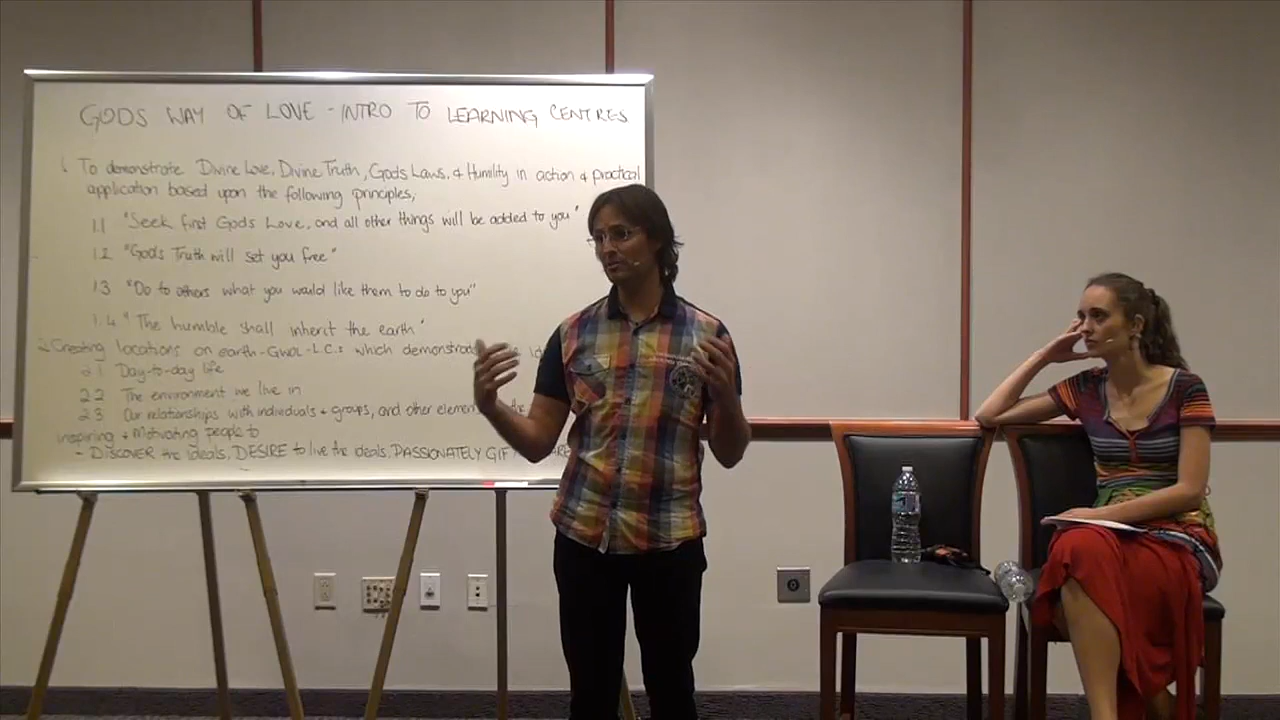 GODS WAY OF LOVE - INTRO TO LEARNING CENTRES
1. To demonstrate Divine Love, Divine Truth, Gods Laws, & Humility in action & practical
application based upon the following principles;
1.1 "Seek first Gods Love, and all other things will be added to you"
1.2 "Gods Truth will set you free"
1.3 "Do to others what you would like them to do to you"
1.4 "The humble shall inherit the earth"
2. Creating locations on earth - GWOL - L.C.s which demonstrate
2.1 Day-to-day life
2.2 The environment we live in
2.3 Our relationships with individuals + groups, and other
inspiring + Motivating people to
- DISCOVER the ideals, DESIRE to live the ideals, PASSIONATELY